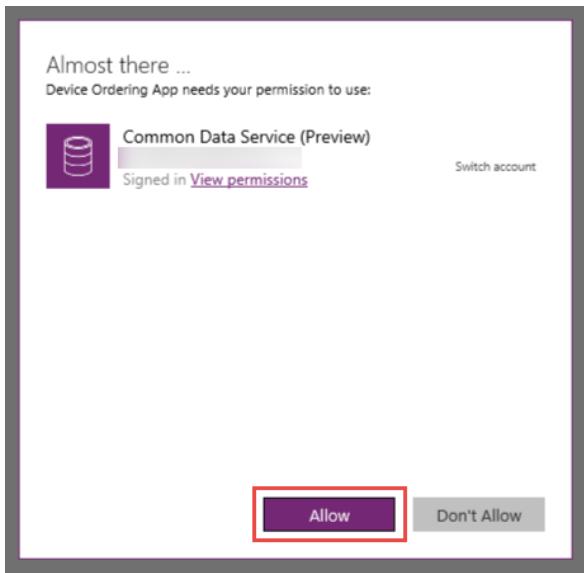 Almost there ...
Device Ordering App needs your permission to use:
Common Data Service (Preview)
Signed in View permissions
Switch account
Allow
Don't Allow